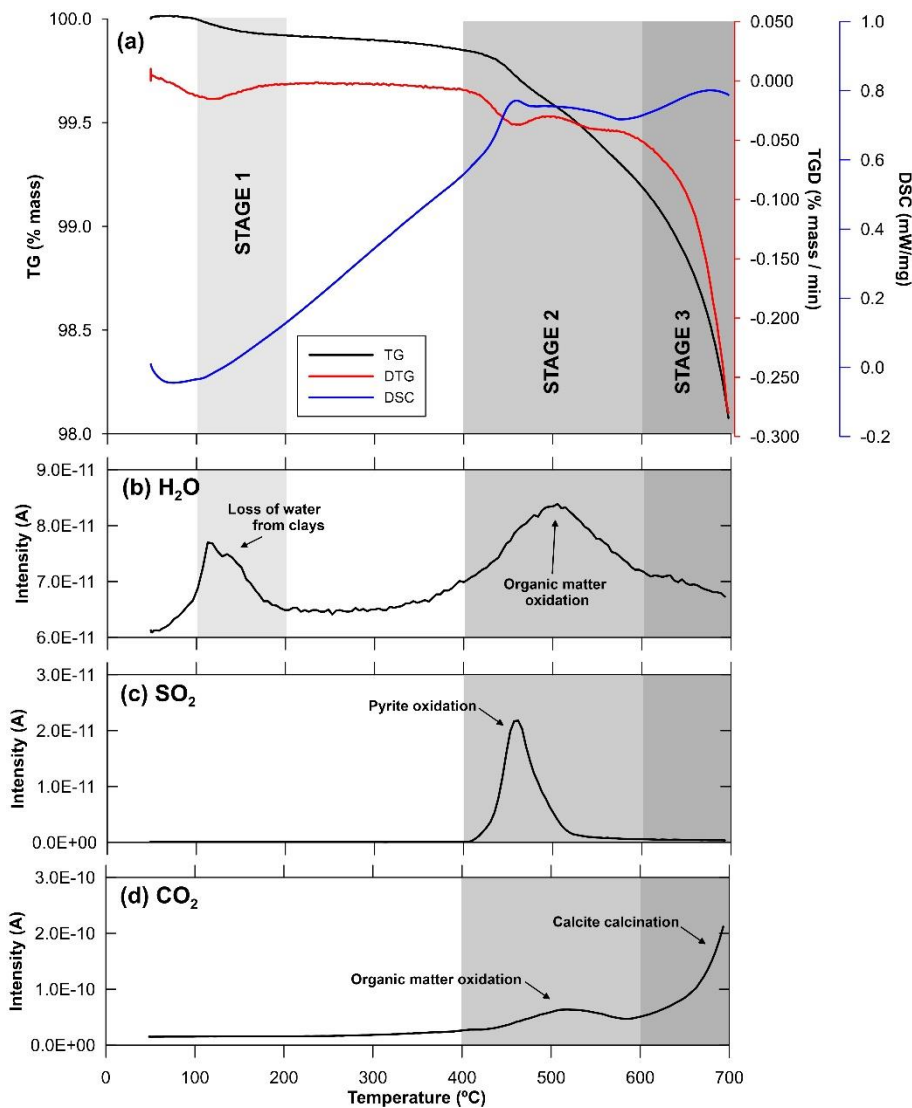 (a)
100.0
99.5
99.0
98.5
98.0
TG (% mass)
STAGE 1
STAGE 2
STAGE 3
TG
DTG
DSC
0.050
0.000
-0.050
-0.100
-0.150
-0.200
-0.250
-0.300
TGD (% mass / min)
1.0
0.8
0.6
0.4
0.2
0.0
-0.2
DSC (mW/mg)
(b) H₂O
9.0E-11
8.0E-11
7.0E-11
6.0E-11
Intensity (A)
Loss of water
from clays
Organic matter
oxidation
(c) SO₂
3.0E-11
2.0E-11
1.0E-11
0.0E+00
Intensity (A)
Pyrite oxidation
(d) CO₂
3.0E-10
2.0E-10
1.0E-10
0.0E+00
Intensity (A)
Organic matter oxidation
Calcite calcination
0 100 200 300 400 500 600 700
Temperature (ºC)